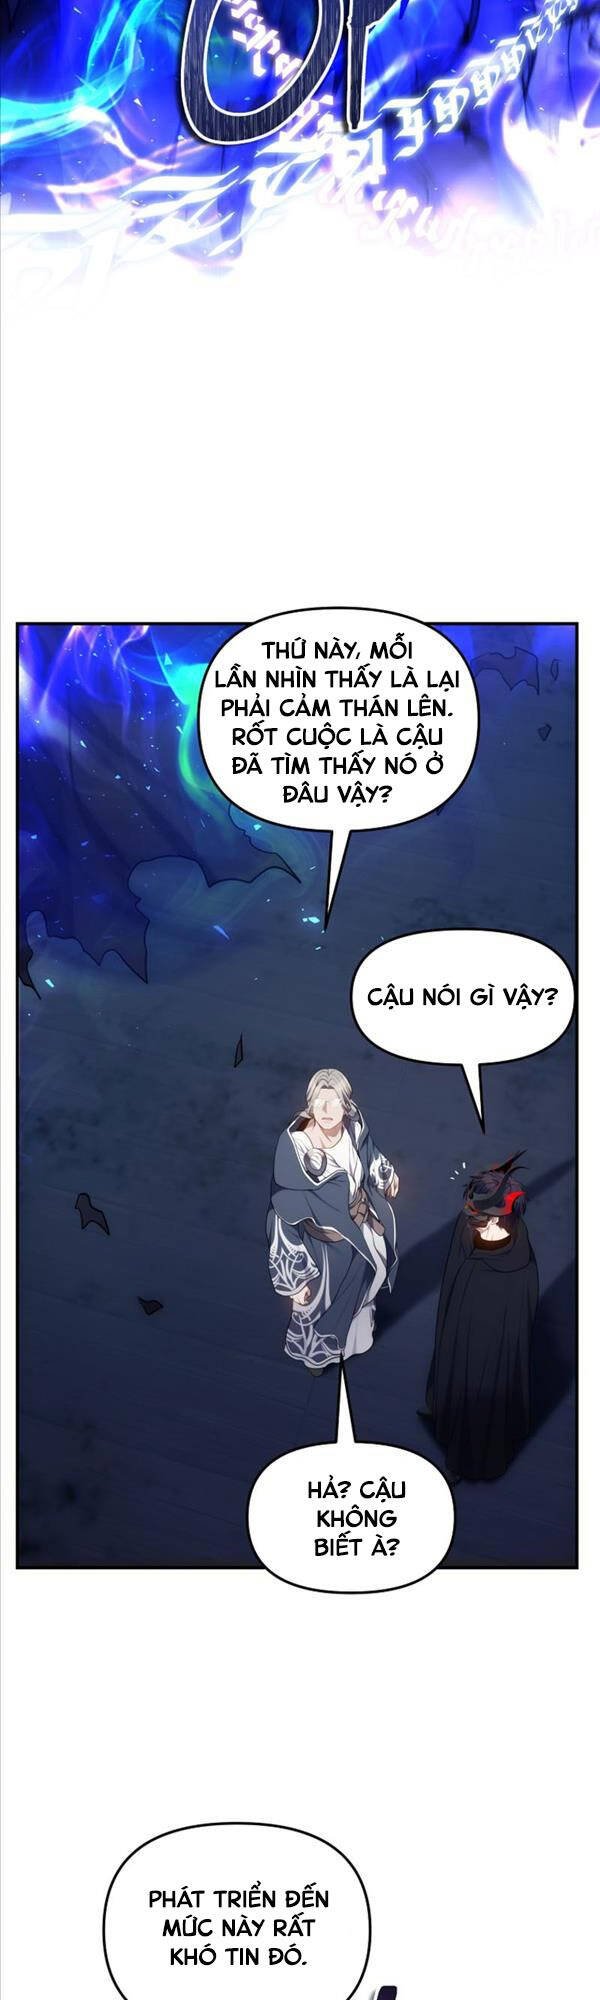 THỨ NÀY, MỖI
LẦN NHÌN THẤY LÀ LẠI
PHẢI CẢM THÁN LÊN.
RỐT CUỘC LÀ CẬU
ĐÃ TÌM THẤY NÓ Ở
ĐÂU VẬY?
CẬU NÓI GÌ VẬY?
HẢ? CẬU
KHÔNG
BIẾT À?
PHÁT TRIỂN ĐẾN
MỨC NÀY RẤT
KHÓ TIN ĐÓ.